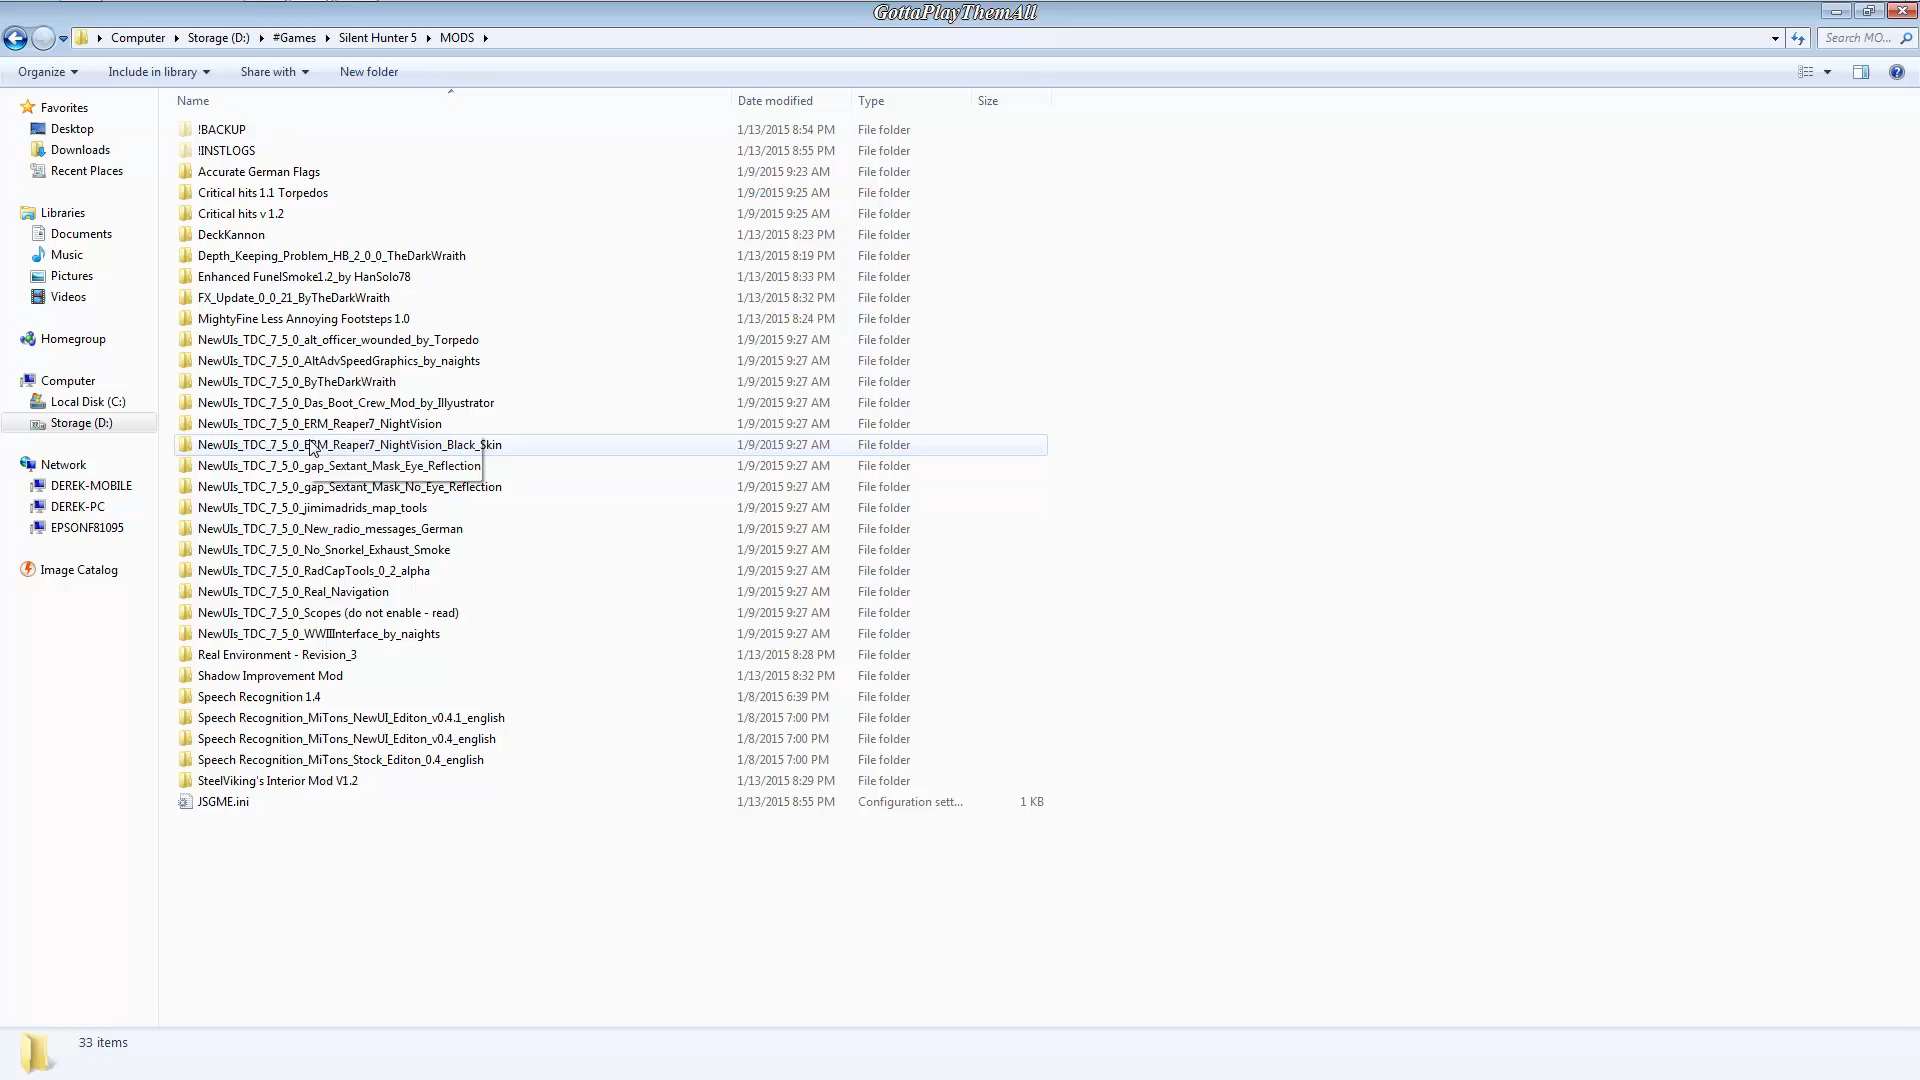 GottaPlayThemAll
Computer Storage (D:) #Games Silent Hunter 5 MODS
Search MO...
Organize Include in library Share with New folder
Name Date modified Type Size
Favorites
Desktop
Downloads
Recent Places
Libraries
Documents
Music
Pictures
Videos
Homegroup
Computer
Local Disk (C:)
Storage (D:)
Network
DEREK-MOBILE
DEREK-PC
EPSONF81095
Image Catalog
!BACKUP 1/13/2015 8:54 PM File folder
!INSTLOGS 1/13/2015 8:55 PM File folder
Accurate German Flags 1/9/2015 9:23 AM File folder
Critical hits 1.1 Torpedos 1/9/2015 9:25 AM File folder
Critical hits v 1.2 1/9/2015 9:25 AM File folder
DeckKannon 1/13/2015 8:23 PM File folder
Depth_Keeping_Problem_HB_2_0_0_TheDarkWraith 1/13/2015 8:19 PM File folder
Enhanced FunelSmoke1.2_by HanSolo78 1/13/2015 8:33 PM File folder
FX_Update_0_0_21_ByTheDarkWraith 1/13/2015 8:32 PM File folder
MightyFine Less Annoying Footsteps 1.0 1/13/2015 8:24 PM File folder
NewUIs_TDC_7_5_0_alt_officer_wounded_by_Torpedo 1/9/2015 9:27 AM File folder
NewUIs_TDC_7_5_0_AltAdvSpeedGraphics_by_naights 1/9/2015 9:27 AM File folder
NewUIs_TDC_7_5_0_ByTheDarkWraith 1/9/2015 9:27 AM File folder
NewUIs_TDC_7_5_0_Das_Boot_Crew_Mod_by_Illyustrator 1/9/2015 9:27 AM File folder
NewUIs_TDC_7_5_0_ERM_Reaper7_NightVision 1/9/2015 9:27 AM File folder
NewUIs_TDC_7_5_0_ERM_Reaper7_NightVision_Black_Skin 1/9/2015 9:27 AM File folder
NewUIs_TDC_7_5_0_gap_Sextant_Mask_Eye_Reflection 1/9/2015 9:27 AM File folder
NewUIs_TDC_7_5_0_gap_Sextant_Mask_No_Eye_Reflection 1/9/2015 9:27 AM File folder
NewUIs_TDC_7_5_0_jimimadrids_map_tools 1/9/2015 9:27 AM File folder
NewUIs_TDC_7_5_0_New_radio_messages_German 1/9/2015 9:27 AM File folder
NewUIs_TDC_7_5_0_No_Snorkel_Exhaust_Smoke 1/9/2015 9:27 AM File folder
NewUIs_TDC_7_5_0_RadCapTools_0_2_alpha 1/9/2015 9:27 AM File folder
NewUIs_TDC_7_5_0_Real_Navigation 1/9/2015 9:27 AM File folder
NewUIs_TDC_7_5_0_Scopes (do not enable - read) 1/9/2015 9:27 AM File folder
NewUIs_TDC_7_5_0_WWIIInterface_by_naights 1/9/2015 9:27 AM File folder
Real Environment - Revision_3 1/13/2015 8:28 PM File folder
Shadow Improvement Mod 1/13/2015 8:32 PM File folder
Speech Recognition 1.4 1/8/2015 6:39 PM File folder
Speech Recognition_MiTons_NewUI_Editon_v0.4.1_english 1/8/2015 7:00 PM File folder
Speech Recognition_MiTons_NewUI_Editon_v0.4_english 1/8/2015 7:00 PM File folder
Speech Recognition_MiTons_Stock_Editon_0.4_english 1/8/2015 7:00 PM File folder
SteelViking's Interior Mod V1.2 1/13/2015 8:29 PM File folder
JSGME.ini 1/13/2015 8:55 PM Configuration sett... 1 KB
33 items